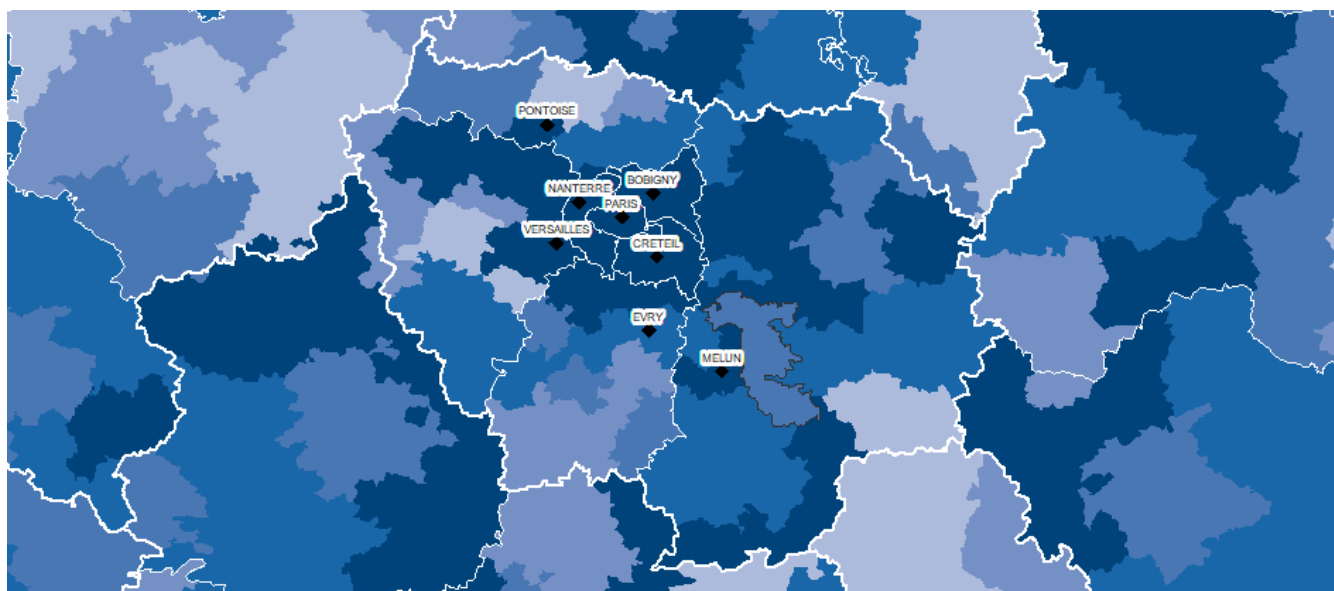 PONTOISE
BOBIGNY
NANTERRE
PARIS
VERSAILLES
CRETEIL
EVRY
MELUN